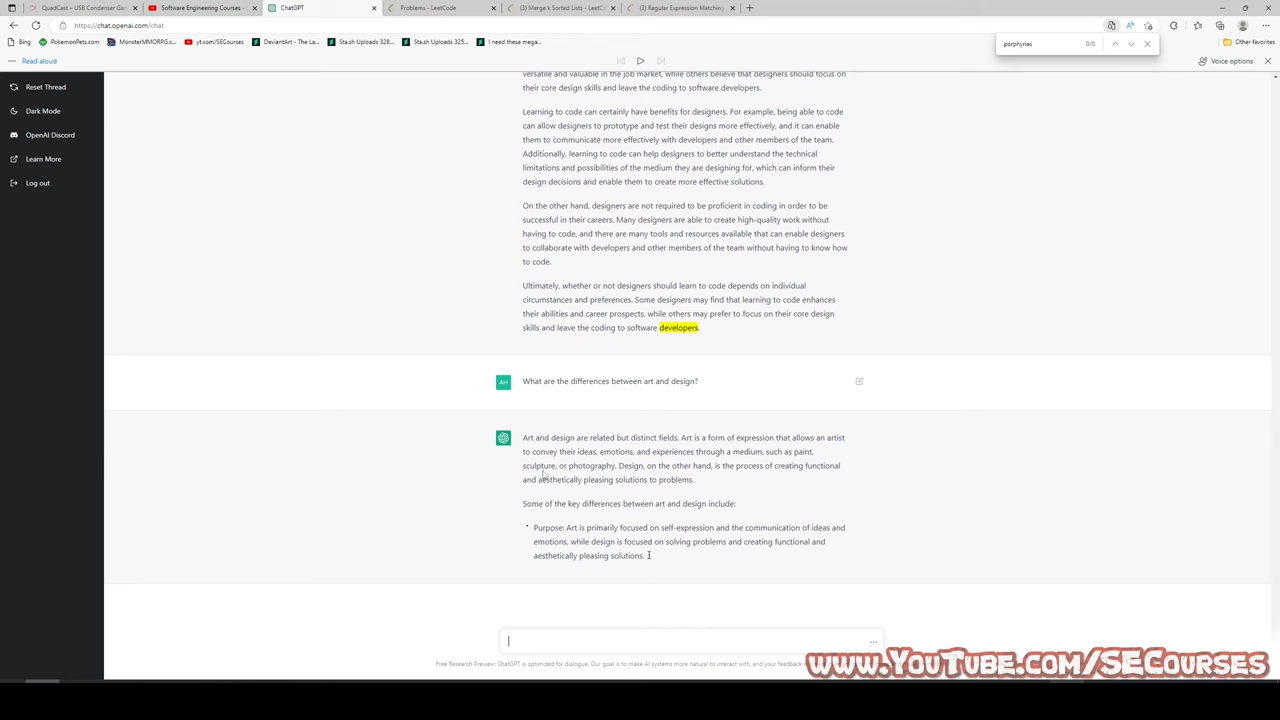 QuadCast – USB Condenser Gam
Software Engineering Courses -
ChatGPT
Problems - LeetCode
(3) Merge k Sorted Lists - LeetCo
(3) Regular Expression Matching
https://chat.openai.com/chat
Bing
PokemonPets.com
MonsterMMORPG.c...
yt.com/SECourses
DeviantArt - The La...
Sta.sh Uploads 328...
Sta.sh Uploads 325...
I need these mega...
porphyrias
0/0
Other favorites
Read aloud
Voice options
Reset Thread
Dark Mode
OpenAI Discord
Learn More
Log out
versatile and valuable in the job market, while others believe that designers should focus on
their core design skills and leave the coding to software developers.
Learning to code can certainly have benefits for designers. For example, being able to code
can allow designers to prototype and test their designs more effectively, and it can enable
them to communicate more effectively with developers and other members of the team.
Additionally, learning to code can help designers to better understand the technical
limitations and possibilities of the medium they are designing for, which can inform their
design decisions and enable them to create more effective solutions.
On the other hand, designers are not required to be proficient in coding in order to be
successful in their careers. Many designers are able to create high-quality work without
having to code, and there are many tools and resources available that can enable designers
to collaborate with developers and other members of the team without having to know how
to code.
Ultimately, whether or not designers should learn to code depends on individual
circumstances and preferences. Some designers may find that learning to code enhances
their abilities and career prospects, while others may prefer to focus on their core design
skills and leave the coding to software developers.
AH
What are the differences between art and design?
Art and design are related but distinct fields. Art is a form of expression that allows an artist
to convey their ideas, emotions, and experiences through a medium, such as paint,
sculpture, or photography. Design, on the other hand, is the process of creating functional
and aesthetically pleasing solutions to problems.
Some of the key differences between art and design include:
• Purpose: Art is primarily focused on self-expression and the communication of ideas and
emotions, while design is focused on solving problems and creating functional and
aesthetically pleasing solutions.
Free Research Preview: ChatGPT is optimized for dialogue. Our goal is to make AI systems more natural to interact with, and your feedback
www.YouTube.com/SECourses